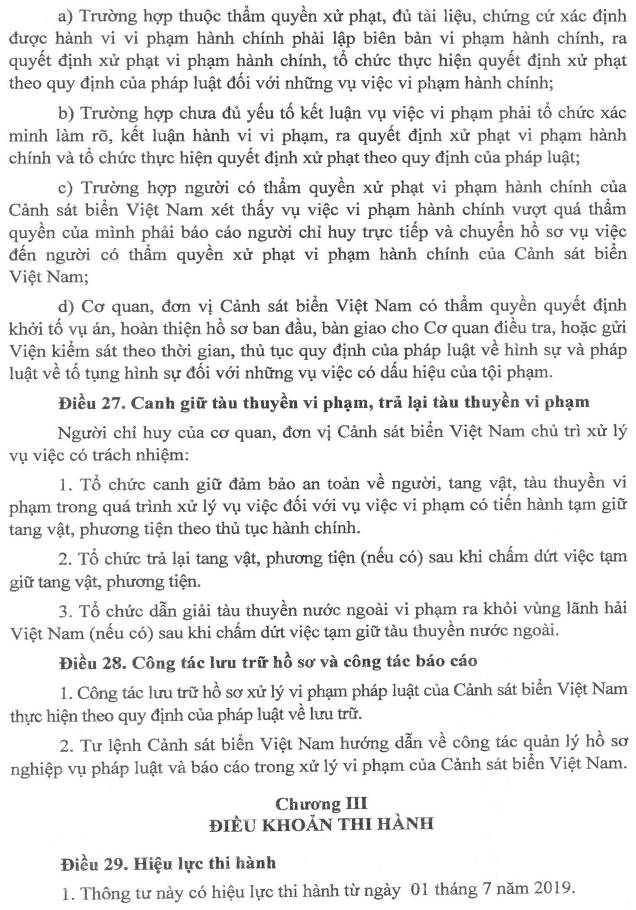 a) Trường hợp thuộc thẩm quyền xử phạt, đủ tài liệu, chứng cứ xác định
được hành vi vi phạm hành chính phải lập biên bản vi phạm hành chính, ra
quyết định xử phạt vi phạm hành chính, tổ chức thực hiện quyết định xử phạt
theo quy định của pháp luật đối với những vụ việc vi phạm hành chính;
b) Trường hợp chưa đủ yếu tố kết luận vụ việc vi phạm phải tổ chức xác
minh làm rõ, kết luận hành vi vi phạm, ra quyết định xử phạt vi phạm hành
chính và tổ chức thực hiện quyết định xử phạt theo quy định của pháp luật;
c) Trường hợp người có thẩm quyền xử phạt vi phạm hành chính của
Cảnh sát biển Việt Nam xét thấy vụ việc vi phạm hành chính vượt quá thẩm
quyền của mình phải báo cáo người chỉ huy trực tiếp và chuyển hồ sơ vụ việc
đến người có thẩm quyền xử phạt vi phạm hành chính của Cảnh sát biển
Việt Nam;
d) Cơ quan, đơn vị Cảnh sát biển Việt Nam có thẩm quyền quyết định
khởi tố vụ án, hoàn thiện hồ sơ ban đầu, bàn giao cho Cơ quan điều tra, hoặc gửi
Viện kiểm sát theo thời gian, thủ tục quy định của pháp luật về hình sự và pháp
luật về tố tụng hình sự đối với những vụ việc có dấu hiệu của tội phạm.
Điều 27. Canh giữ tàu thuyền vi phạm, trả lại tàu thuyền vi phạm
Người chỉ huy của cơ quan, đơn vị Cảnh sát biển Việt Nam chủ trì xử lý
vụ việc có trách nhiệm:
1. Tổ chức canh giữ đảm bảo an toàn về người, tang vật, tàu thuyền vi
phạm trong quá trình xử lý vụ việc đối với vụ việc vi phạm có tiến hành tạm giữ
tang vật, phương tiện theo thủ tục hành chính.
2. Tổ chức trả lại tang vật, phương tiện (nếu có) sau khi chấm dứt việc tạm
giữ tang vật, phương tiện.
3. Tổ chức dẫn giải tàu thuyền nước ngoài vi phạm ra khỏi vùng lãnh hải
Việt Nam (nếu có) sau khi chấm dứt việc tạm giữ tàu thuyền nước ngoài.
Điều 28. Công tác lưu trữ hồ sơ và công tác báo cáo
1. Công tác lưu trữ hồ sơ xử lý vi phạm pháp luật của Cảnh sát biển Việt Nam
thực hiện theo quy định của pháp luật về lưu trữ.
2. Tư lệnh Cảnh sát biển Việt Nam hướng dẫn về công tác quản lý hồ sơ
nghiệp vụ pháp luật và báo cáo trong xử lý vi phạm của Cảnh sát biển Việt Nam.
Chương III
ĐIỀU KHOẢN THI HÀNH
Điều 29. Hiệu lực thi hành
1. Thông tư này có hiệu lực thi hành từ ngày 01 tháng 7 năm 2019.